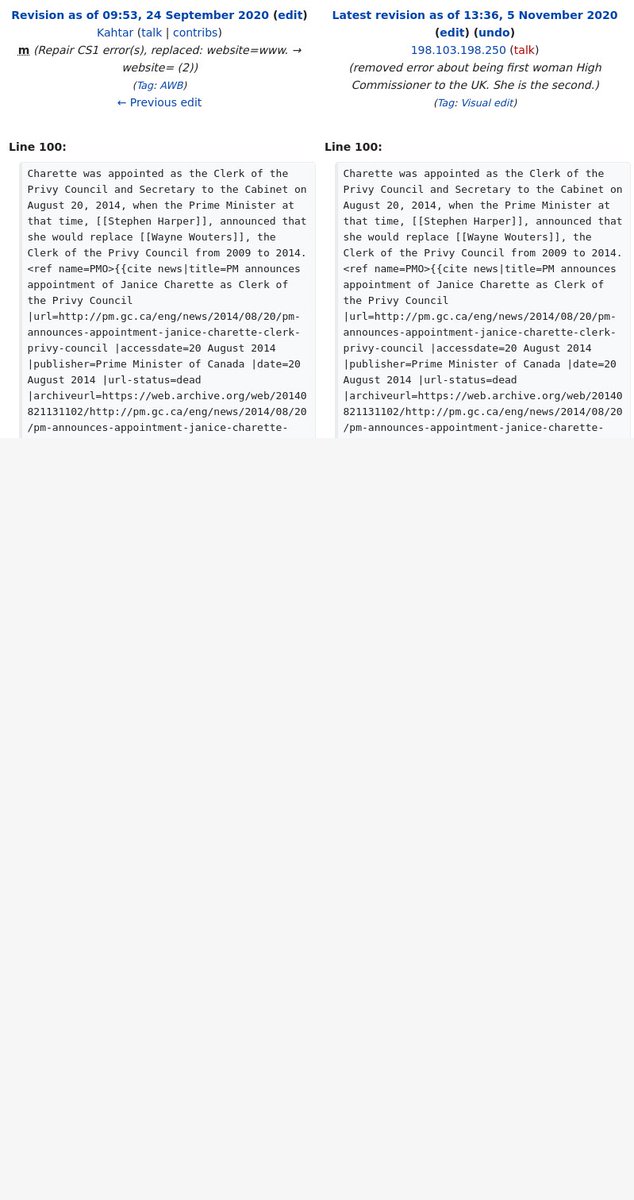 Revision as of 09:53, 24 September 2020 (edit)
Kahtar (talk | contribs)
m (Repair CS1 error(s), replaced: website=www. →
website= (2))
(Tag: AWB)
← Previous edit
Line 100:
Charette was appointed as the Clerk of the
Privy Council and Secretary to the Cabinet on
August 20, 2014, when the Prime Minister at
that time, [[Stephen Harper]], announced that
she would replace [[Wayne Wouters]], the
Clerk of the Privy Council from 2009 to 2014.
<ref name=PMO>{{cite news|title=PM announces
appointment of Janice Charette as Clerk of
the Privy Council
|url=http://pm.gc.ca/eng/news/2014/08/20/pm-
announces-appointment-janice-charette-clerk-
privy-council |accessdate=20 August 2014
|publisher=Prime Minister of Canada |date=20
August 2014 |url-status=dead
|archiveurl=https://web.archive.org/web/20140
821131102/http://pm.gc.ca/eng/news/2014/08/20
/pm-announces-appointment-janice-charette-
Latest revision as of 13:36, 5 November 2020
(edit) (undo)
198.103.198.250 (talk)
(removed error about being first woman High
Commissioner to the UK. She is the second.)
(Tag: Visual edit)
Line 100:
Charette was appointed as the Clerk of the
Privy Council and Secretary to the Cabinet on
August 20, 2014, when the Prime Minister at
that time, [[Stephen Harper]], announced that
she would replace [[Wayne Wouters]], the
Clerk of the Privy Council from 2009 to 2014.
<ref name=PMO>{{cite news|title=PM announces
appointment of Janice Charette as Clerk of
the Privy Council
|url=http://pm.gc.ca/eng/news/2014/08/20/pm-
announces-appointment-janice-charette-clerk-
privy-council |accessdate=20 August 2014
|publisher=Prime Minister of Canada |date=20
August 2014 |url-status=dead
|archiveurl=https://web.archive.org/web/20140
821131102/http://pm.gc.ca/eng/news/2014/08/20
/pm-announces-appointment-janice-charette-